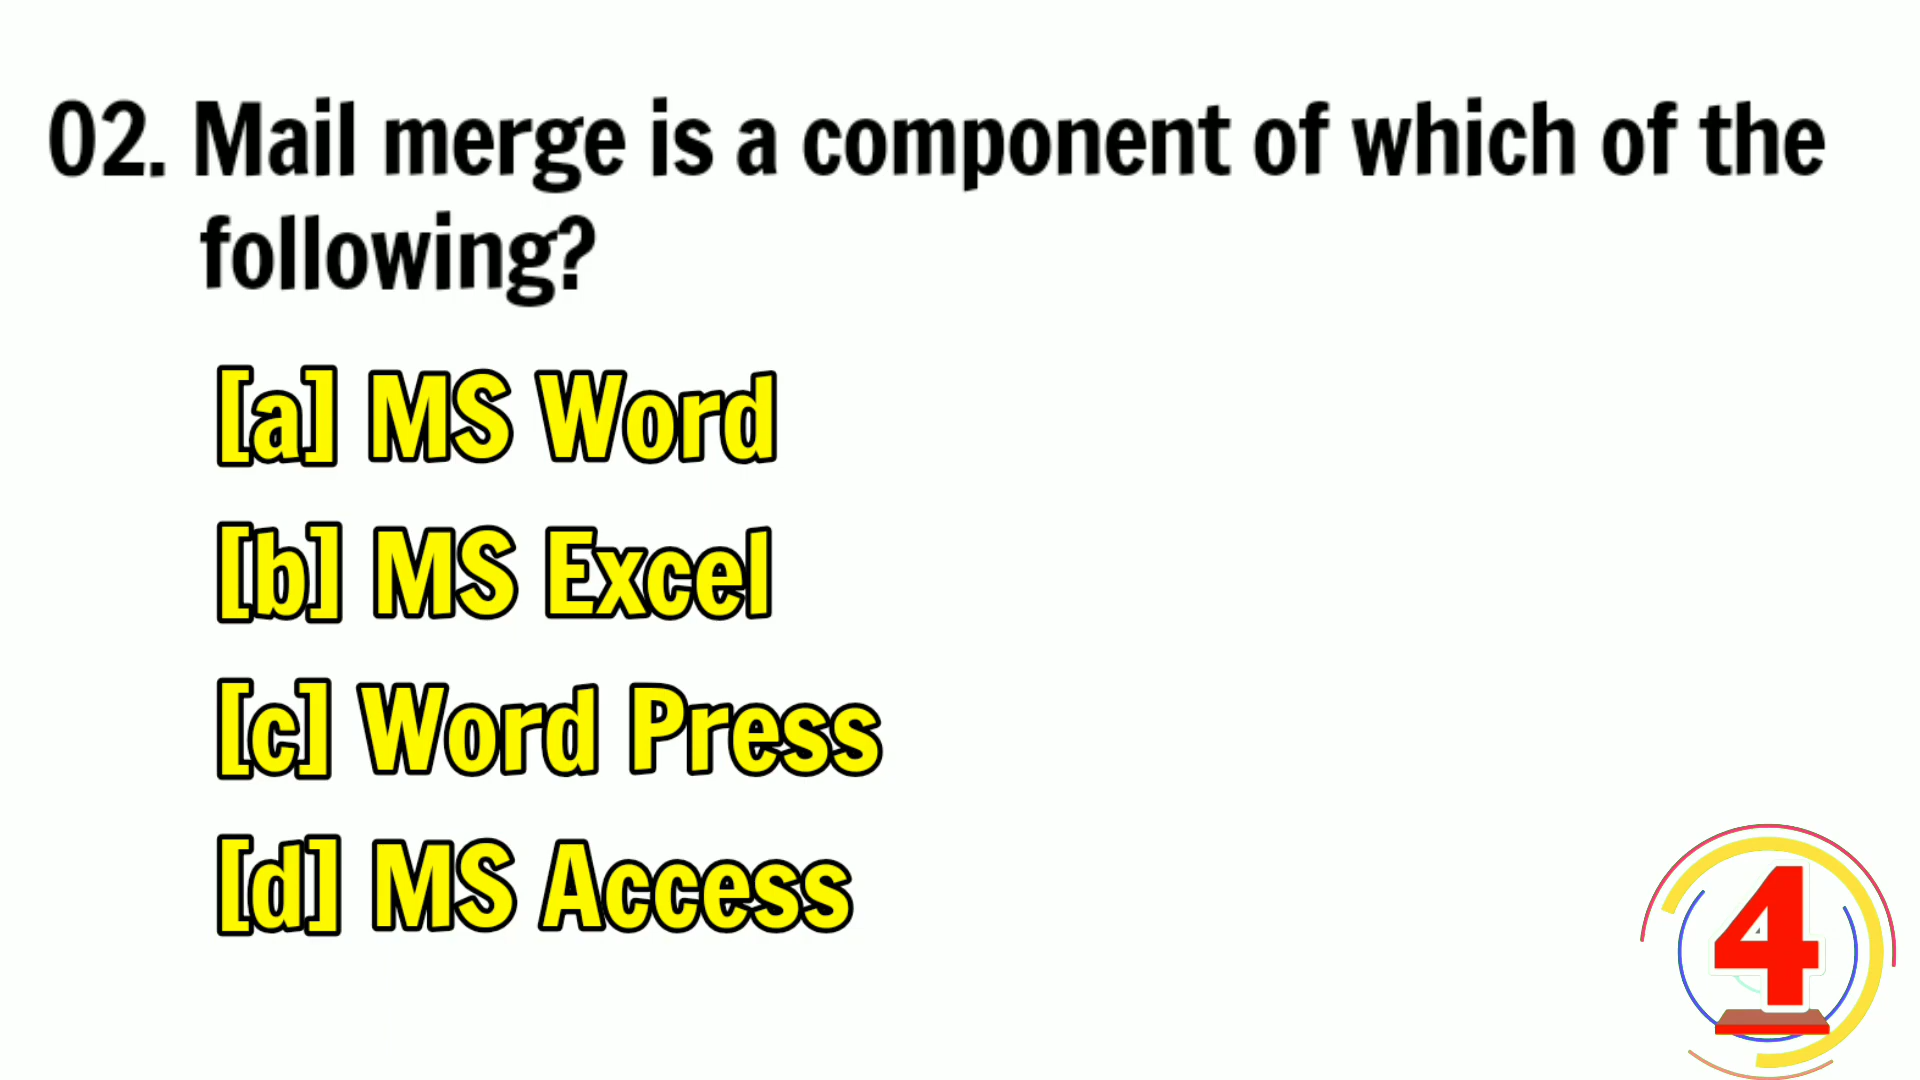 02. Mail merge is a component of which of the
following?
[a] MS Word
[b] MS Excel
[c] Word Press
[d] MS Access
4